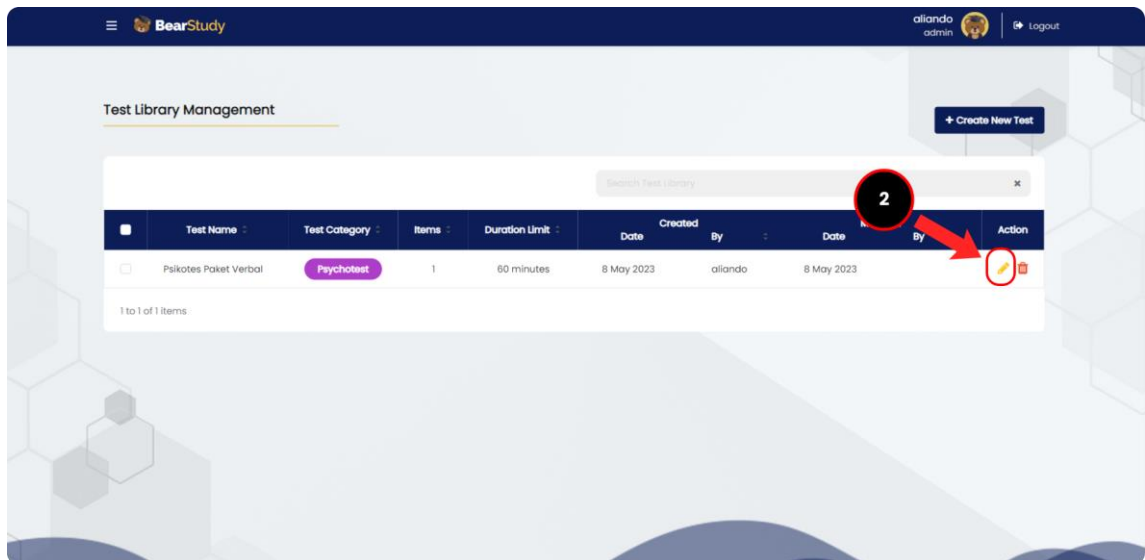 BearStudy
aliando
admin
Logout
Test Library Management
+ Create New Test
Search Test Library
2
Test Name
Test Category
Items
Duration Limit
Created
Date
By
Date
By
Action
Psikotes Paket Verbal
Psychotest
1
60 minutes
8 May 2023
aliando
8 May 2023
1 to 1 of 1 items